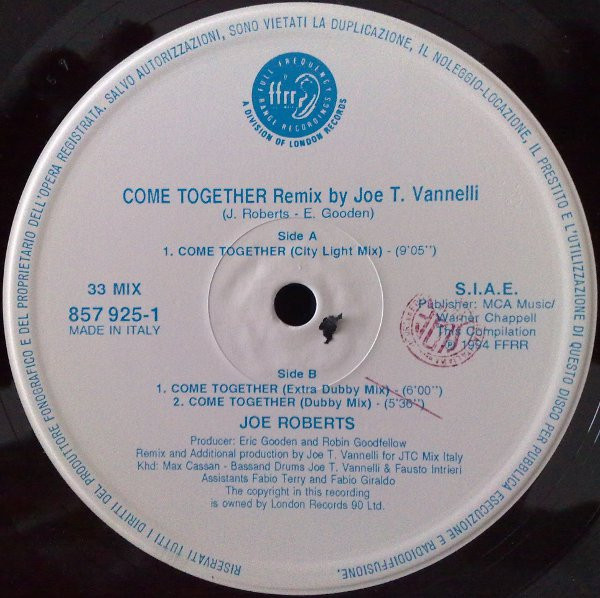 FULL FREQUENCY
ffrr
RANGE RECORDINGS
A DIVISION OF LONDON RECORDS
COME TOGETHER Remix by Joe T. Vannelli
(J. Roberts - E. Gooden)
Side A
1. COME TOGETHER (City Light Mix) - (9'05'')
33 MIX
857 925-1
MADE IN ITALY
S.I.A.E.
Publisher: MCA Music/
Warner Chappell
This Compilation
℗ 1994 FFRR
Side B
1. COME TOGETHER (Extra Dubby Mix) - (6'00'')
2. COME TOGETHER (Dubby Mix) - (5'36'')
JOE ROBERTS
Producer: Eric Gooden and Robin Goodfellow
Remix and Additional production by Joe T. Vannelli for JTC Mix Italy
Khd: Max Cassan - Bassand Drums Joe T. Vannelli & Fausto Intrieri
Assistants Fabio Terry and Fabio Giraldo
The copyright in this recording
is owned by London Records 90 Ltd.
RISERVATI TUTTI I DIRITTI DEL PRODUTTORE FONOGRAFICO E DEL PROPRIETARIO DELL'OPERA REGISTRATA. SALVO AUTORIZZAZIONI, SONO VIETATI LA DUPLICAZIONE, IL NOLEGGIO-LOCAZIONE, IL PRESTITO E L'UTILIZZAZIONE DI QUESTO DISCO PER PUBBLICA ESECUZIONE E RADIODIFFUSIONE.